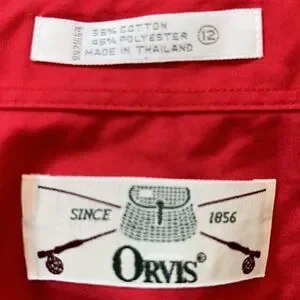 55% COTTON
45% POLYESTER
MADE IN THAILAND
12
SINCE 1856
ORVIS®